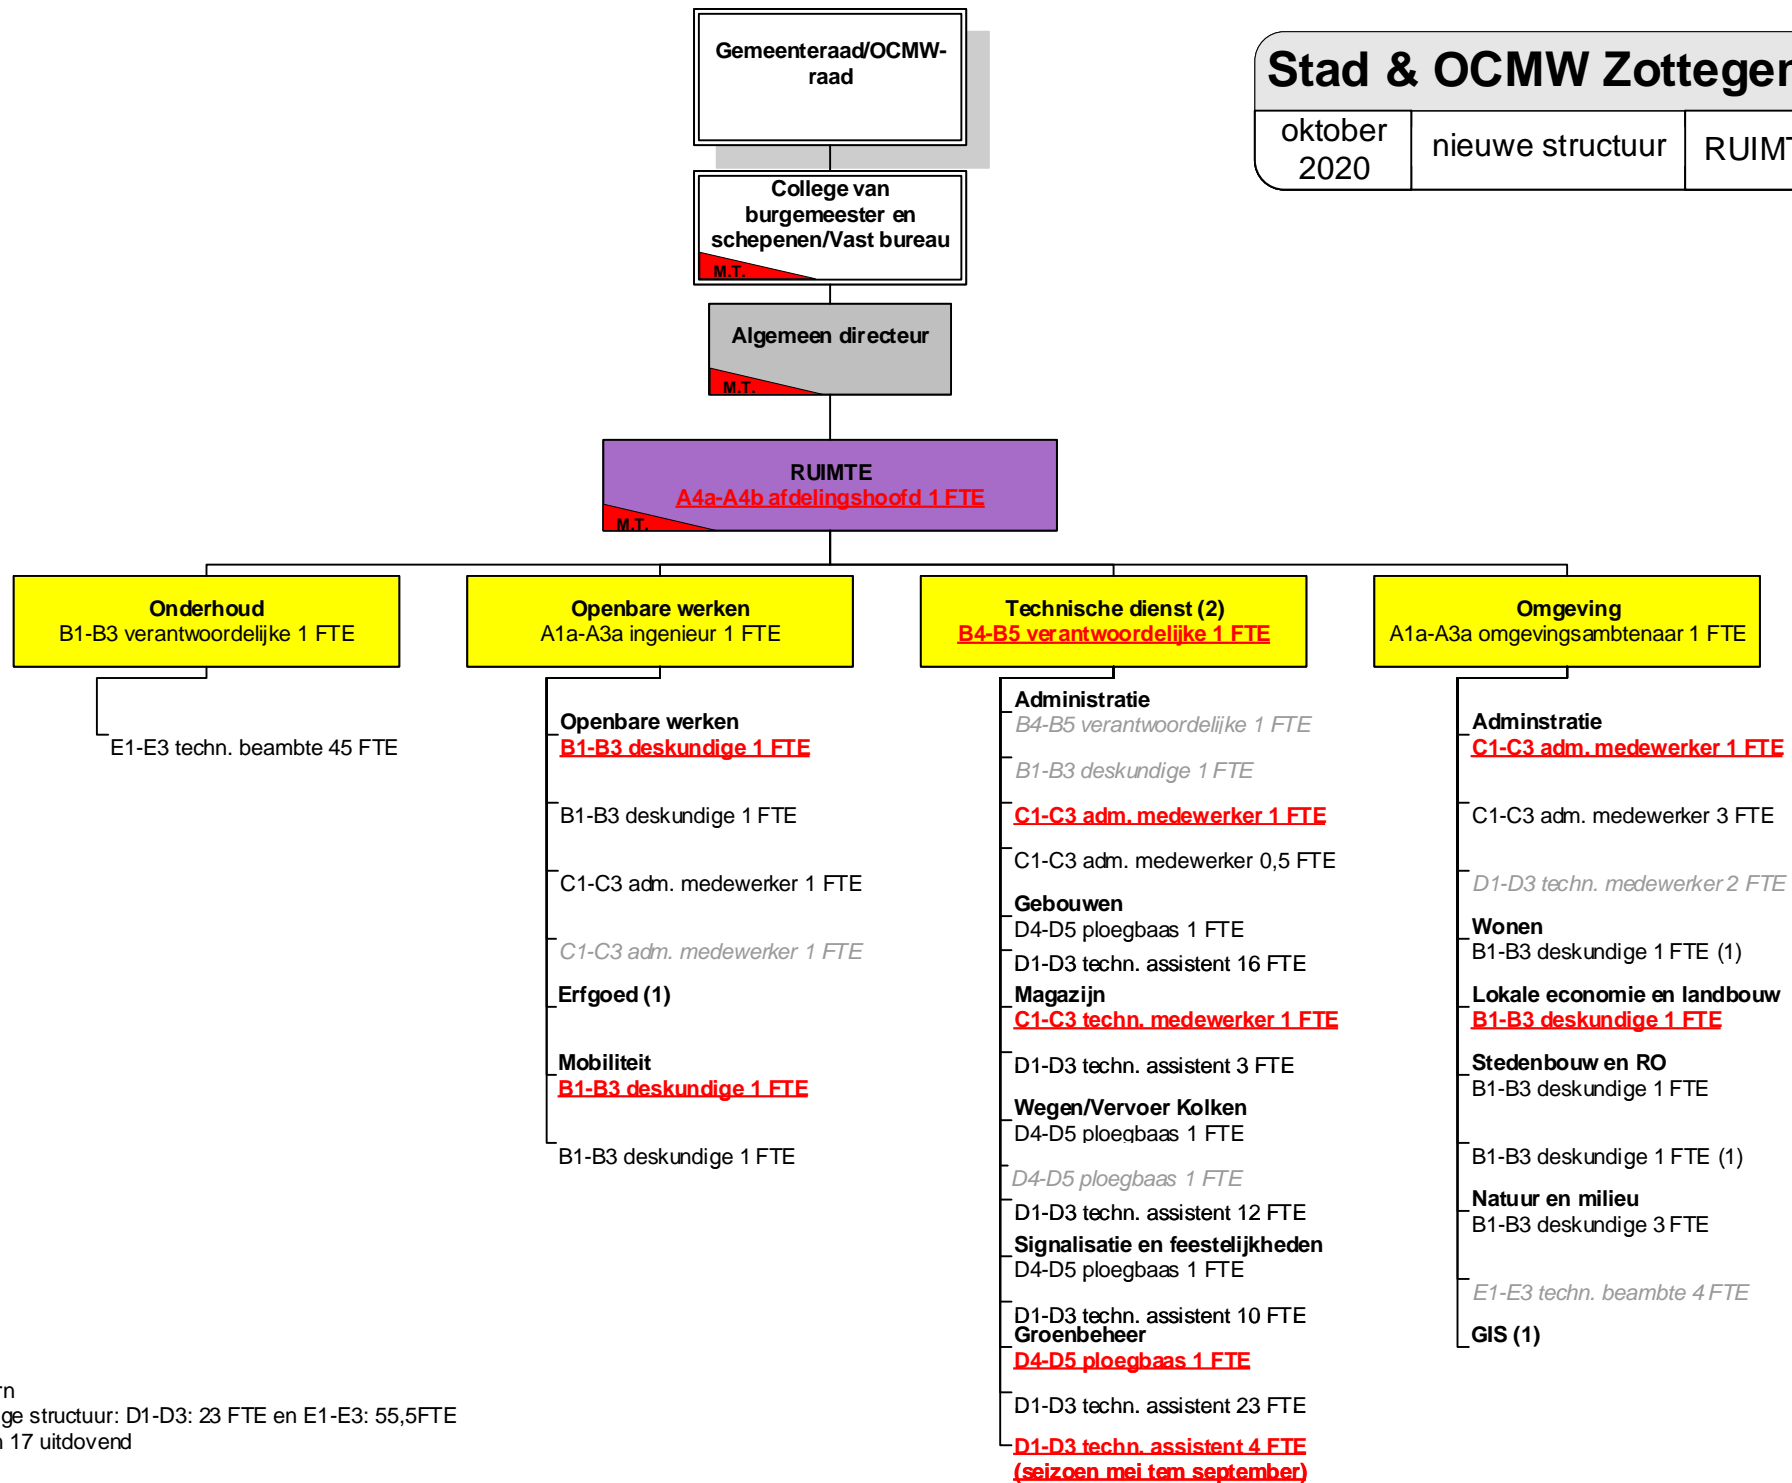 Gemeenteraad/OCMW-
raad
Stad & OCMW Zottegem
oktober
2020
nieuwe structuur
College van
burgemeester en
schepenen/Vast bureau
M.T.
Algemeen directeur
M.T.
RUIMTE
A4a-A4b afdelingshoofd 1 FTE
M.T.
Onderhoud
B1-B3 verantwoordelijke 1 FTE
E1-E3 techn. beambte 45 FTE
Openbare werken
A1a-A3a ingenieur 1 FTE
Openbare werken
B1-B3 deskundige 1 FTE
B1-B3 deskundige 1 FTE
C1-C3 adm. medewerker 1 FTE
C1-C3 adm. medewerker 1 FTE
Erfgoed (1)
Mobiliteit
B1-B3 deskundige 1 FTE
B1-B3 deskundige 1 FTE
Technische dienst (2)
B4-B5 verantwoordelijke 1 FTE
Administratie
B4-B5 verantwoordelijke 1 FTE
B1-B3 deskundige 1 FTE
C1-C3 adm. medewerker 1 FTE
C1-C3 adm. medewerker 0,5 FTE
Gebouwen
D4-D5 ploegbaas 1 FTE
D1-D3 techn. assistent 16 FTE
Magazijn
C1-C3 techn. medewerker 1 FTE
D1-D3 techn. assistent 3 FTE
Wegen/Vervoer Kolken
D4-D5 ploegbaas 1 FTE
D4-D5 ploegbaas 1 FTE
D1-D3 techn. assistent 12 FTE
Signalisatie en feestelijkheden
D4-D5 ploegbaas 1 FTE
D1-D3 techn. assistent 10 FTE
Groenbeheer
D4-D5 ploegbaas 1 FTE
D1-D3 techn. assistent 23 FTE
D1-D3 techn. assistent 4 FTE
(seizoen mei tem september)
Omgeving
A1a-A3a omgevingsambtenaar 1 FTE
Adminstratie
C1-C3 adm. medewerker 1 FTE
C1-C3 adm. medewerker 3 FTE
D1-D3 techn. medewerker 2 FTE
Wonen
B1-B3 deskundige 1 FTE (1)
Lokale economie en landbouw
B1-B3 deskundige 1 FTE
Stedenbouw en RO
B1-B3 deskundige 1 FTE
B1-B3 deskundige 1 FTE (1)
Natuur en milieu
B1-B3 deskundige 3 FTE
E1-E3 techn. beambte 4 FTE
GIS (1)
structuur: D1-D3: 23 FTE en E1-E3: 55,5FTE
17 uitdovend